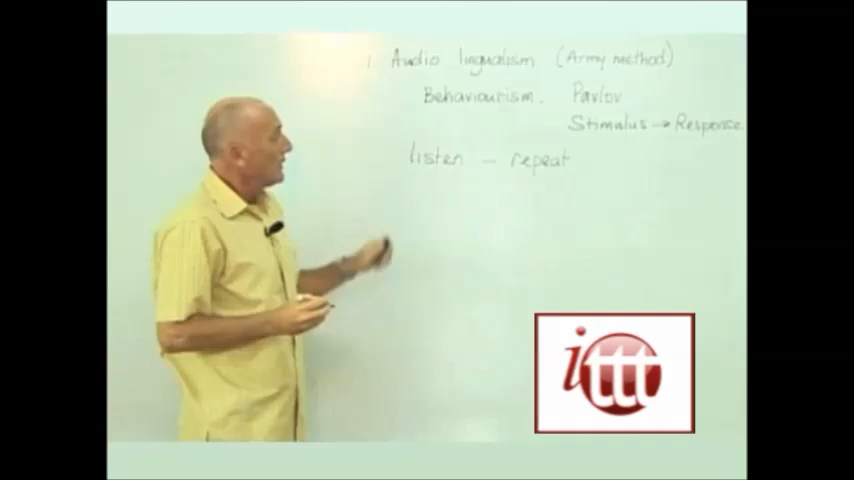 1 Audio lingualism (Army method)
Behaviourism. Pavlov
Stimulus → Response
listen - repeat
ittt